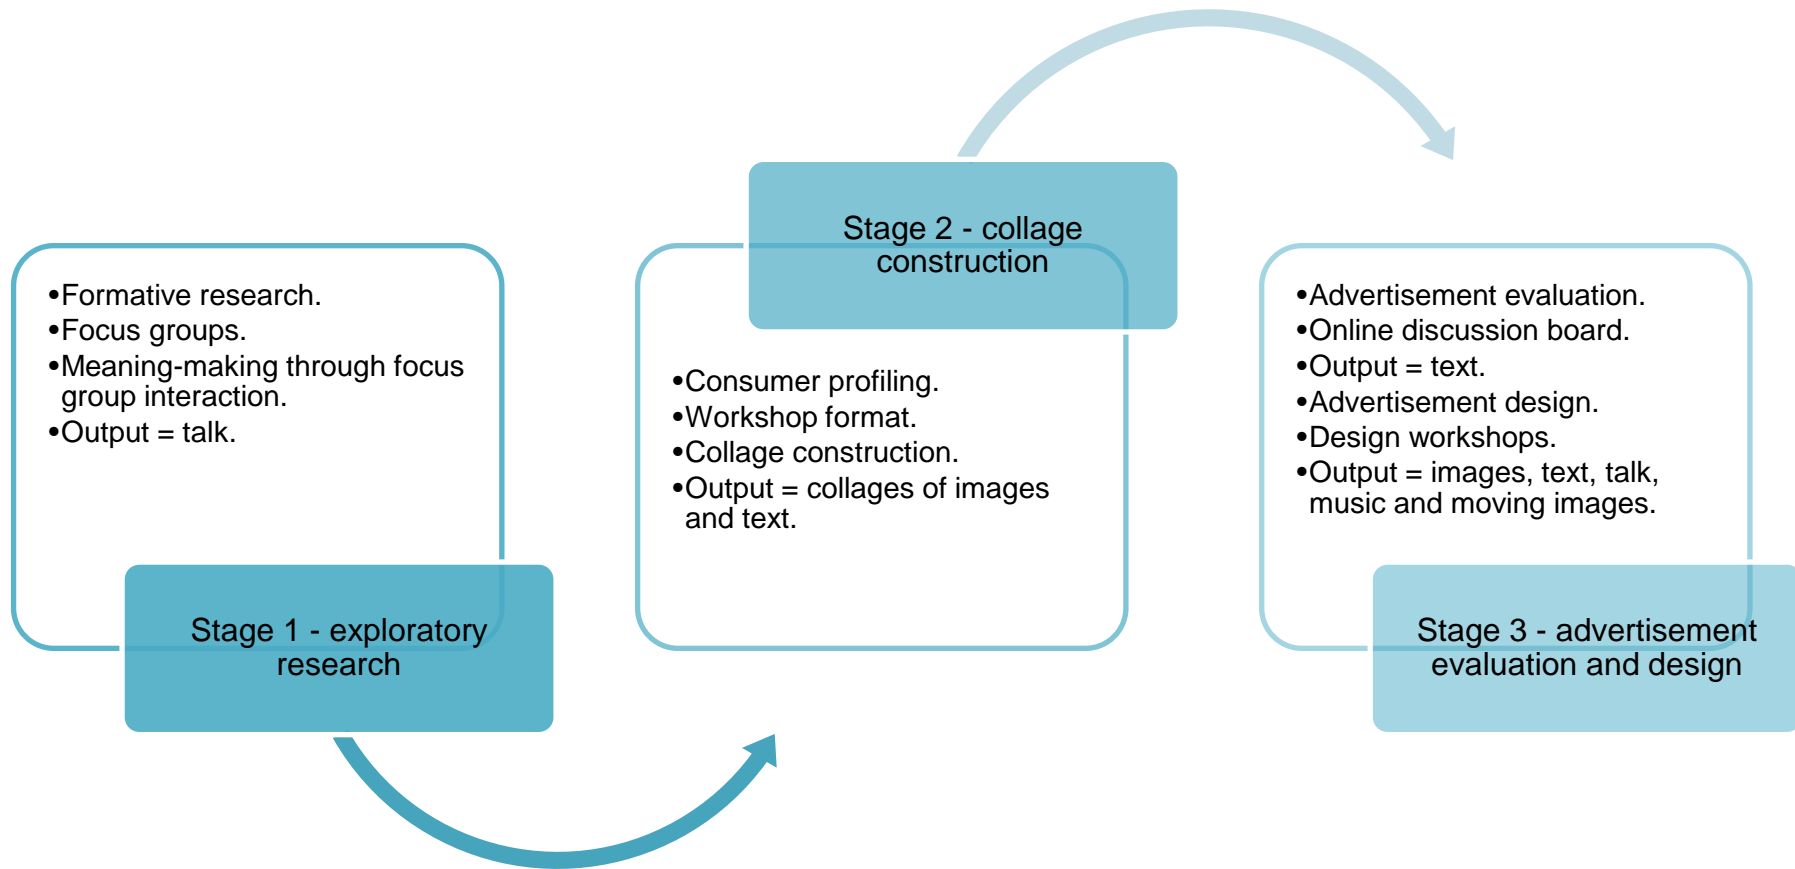 •Formative research.
•Focus groups.
•Meaning-making through focus
group interaction.
•Output = talk.
Stage 1 - exploratory
research
Stage 2 - collage
construction
•Consumer profiling.
•Workshop format.
•Collage construction.
•Output = collages of images
and text.
•Advertisement evaluation.
•Online discussion board.
•Output = text.
•Advertisement design.
•Design workshops.
•Output = images, text, talk,
music and moving images.
Stage 3 - advertisement
evaluation and design